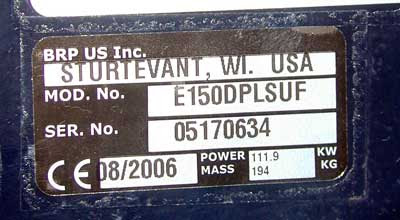 BRP US Inc.
STURTEVANT, WI. USA
MOD. No. E150DPLSUF
SER. No. 05170634
CE 08/2006 POWER 111.9 KW
MASS 194 KG